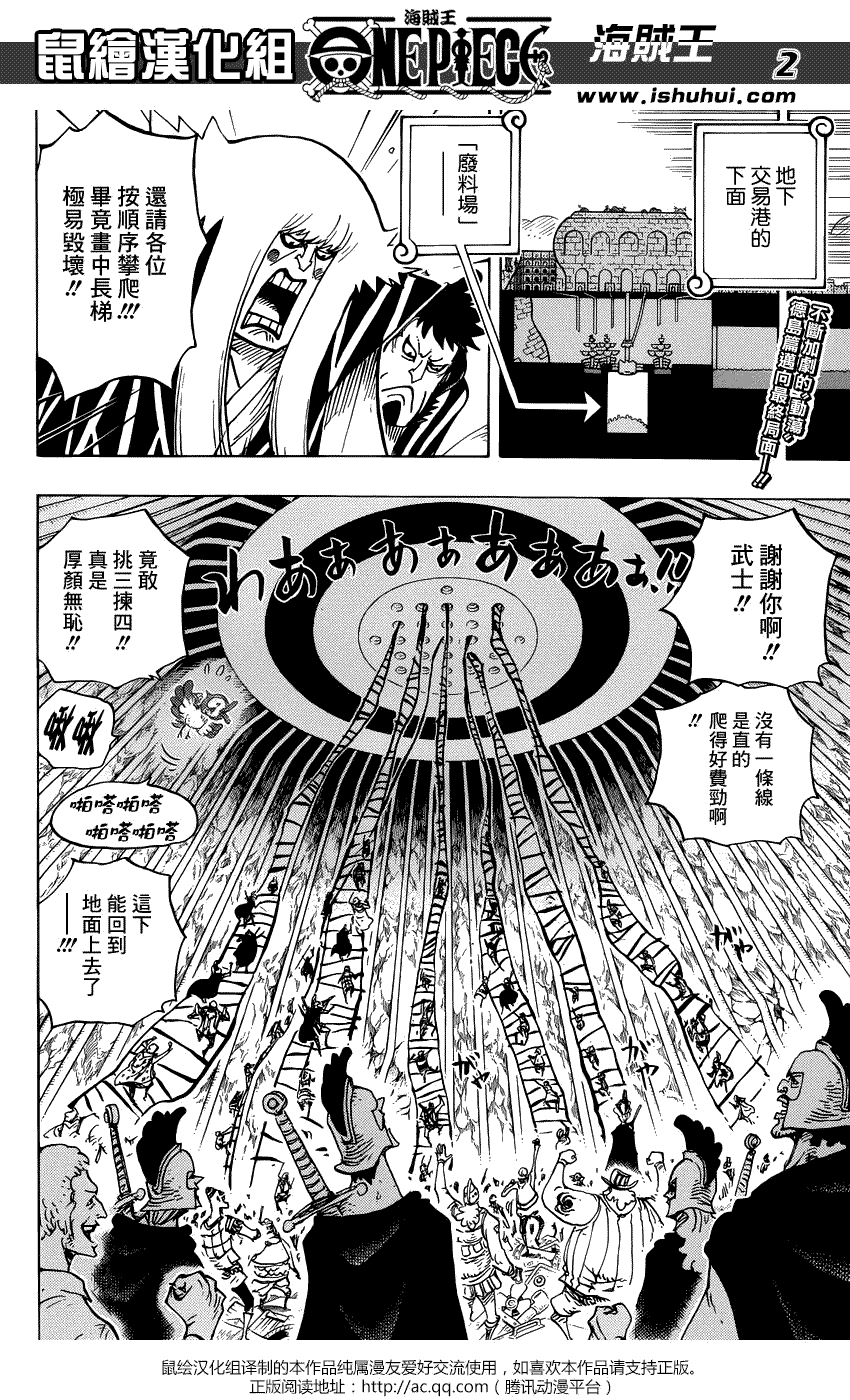 鼠繪漢化組
海賊王
ONE PIECE
海賊王
2
www.ishuhui.com
地下
交易港的
下面
「廢料場」
——
不斷加劇的“動蕩”
德島篇邁向最終局面
還請各位
按順序攀爬!!!
畢竟畫中長梯
極易毀壞!!
謝謝你啊!!
武士!!
わああああああぁ!!
竟敢
挑三揀四!!
真是
厚顏無恥!!
沒有一條線
是直的
爬得好費勁啊
!!
啪嗒啪嗒
啪嗒啪嗒
這下
能回到
地面上去了
——!!!
がや
がや
がや
鼠绘汉化组译制的本作品纯属漫友爱好交流使用，如喜欢本作品请支持正版。
正版阅读地址：http://ac.qq.com（腾讯动漫平台）